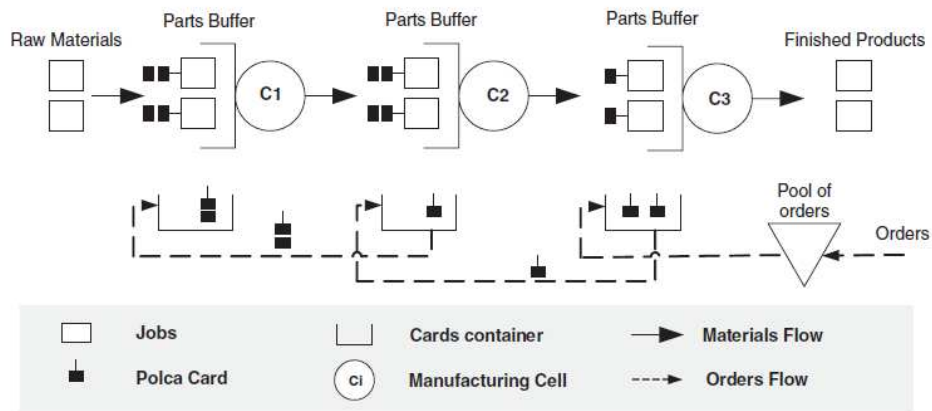 Parts Buffer
Parts Buffer
Parts Buffer
Raw Materials
Finished Products
C1
C2
C3
Pool of
orders
Orders
Jobs
Cards container
Materials Flow
Polca Card
Ci
Manufacturing Cell
Orders Flow